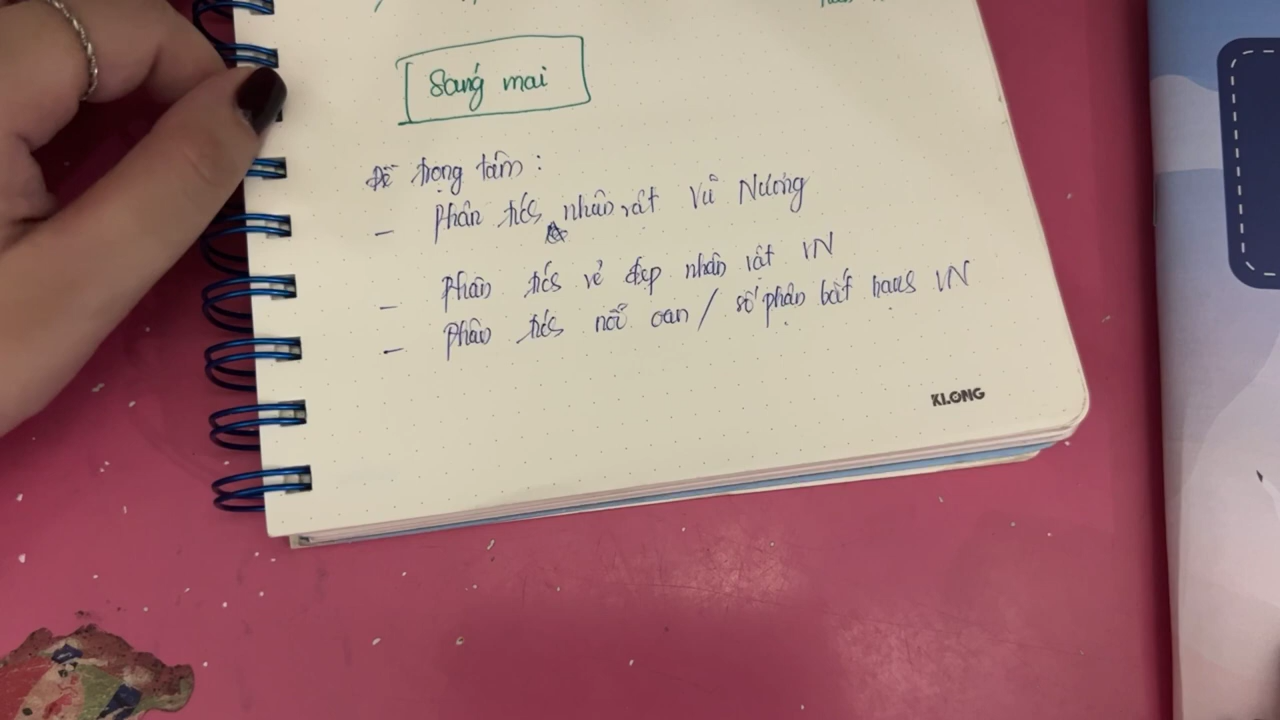 Sáng mai
Đề trọng tâm :
- Phân tích nhân vật Vũ Nương
- Phân tích vẻ đẹp nhân vật VN
- Phân tích nỗi oan / số phận bất hạnh VN
KLONG